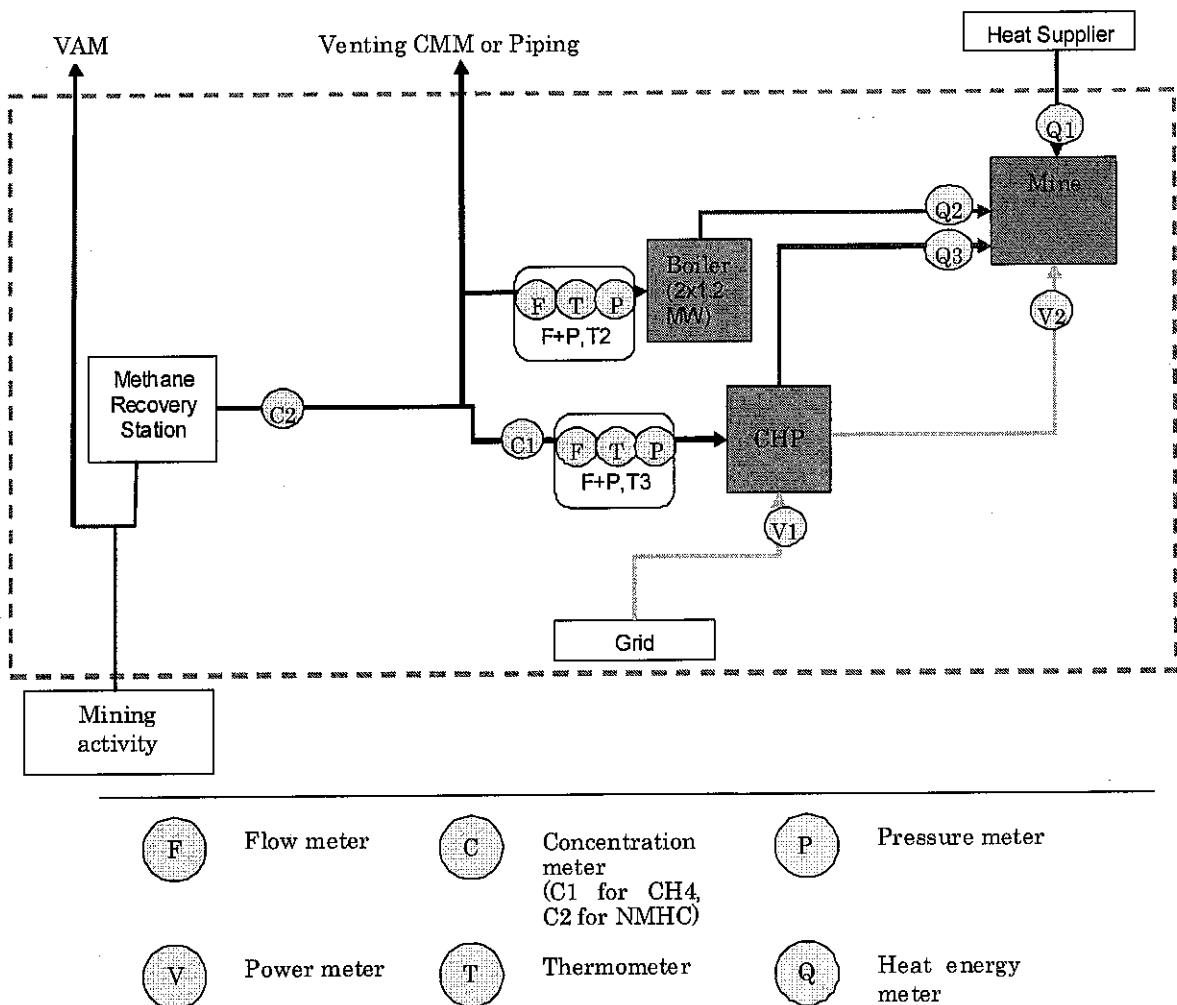 VAM
Venting CMM or Piping
Heat Supplier
Q1
Mine
Q2
Q3
Boiler
(2x1.2
MW)
F T P
F+P,T2
V2
Methane
Recovery
Station
C2
C1
F T P
F+P,T3
CHP
V1
Grid
Mining
activity
F
Flow meter
C
Concentration
meter
(C1 for CH4,
C2 for NMHC)
P
Pressure meter
V
Power meter
T
Thermometer
Q
Heat energy
meter